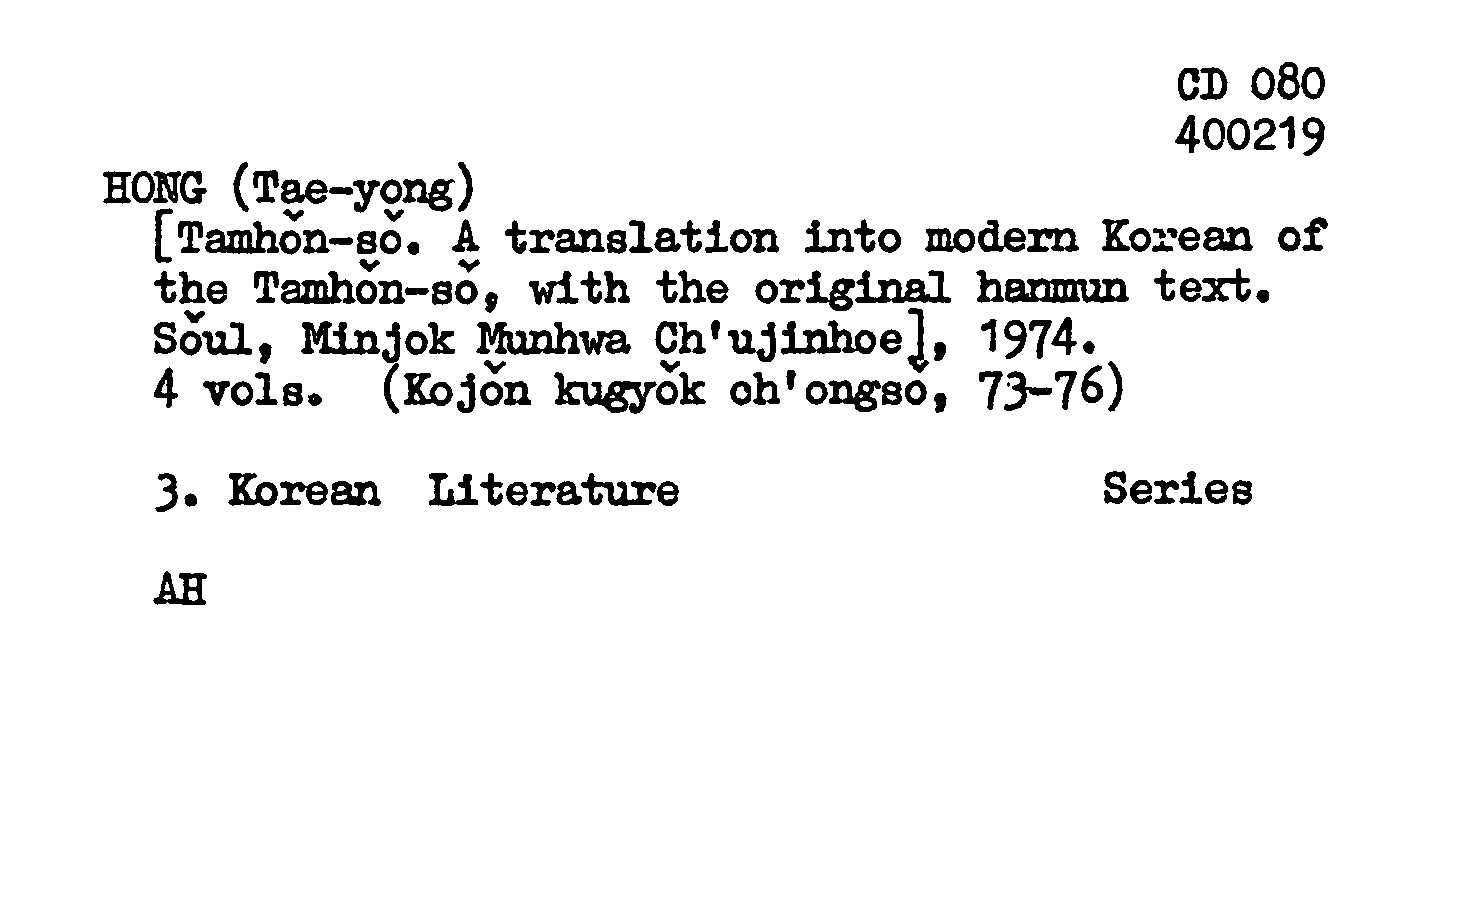 CD 080
400219
HONG (Tae-yong)
[Tamhŏn-sŏ. A translation into modern Korean of
the Tamhŏn-sŏ, with the original hanmun text.
Sŏul, Minjok Munhwa Ch'ujinhoe], 1974.
4 vols. (Kojŏn kugyŏk ch'ongsŏ, 73-76)
3. Korean Literature Series
AH